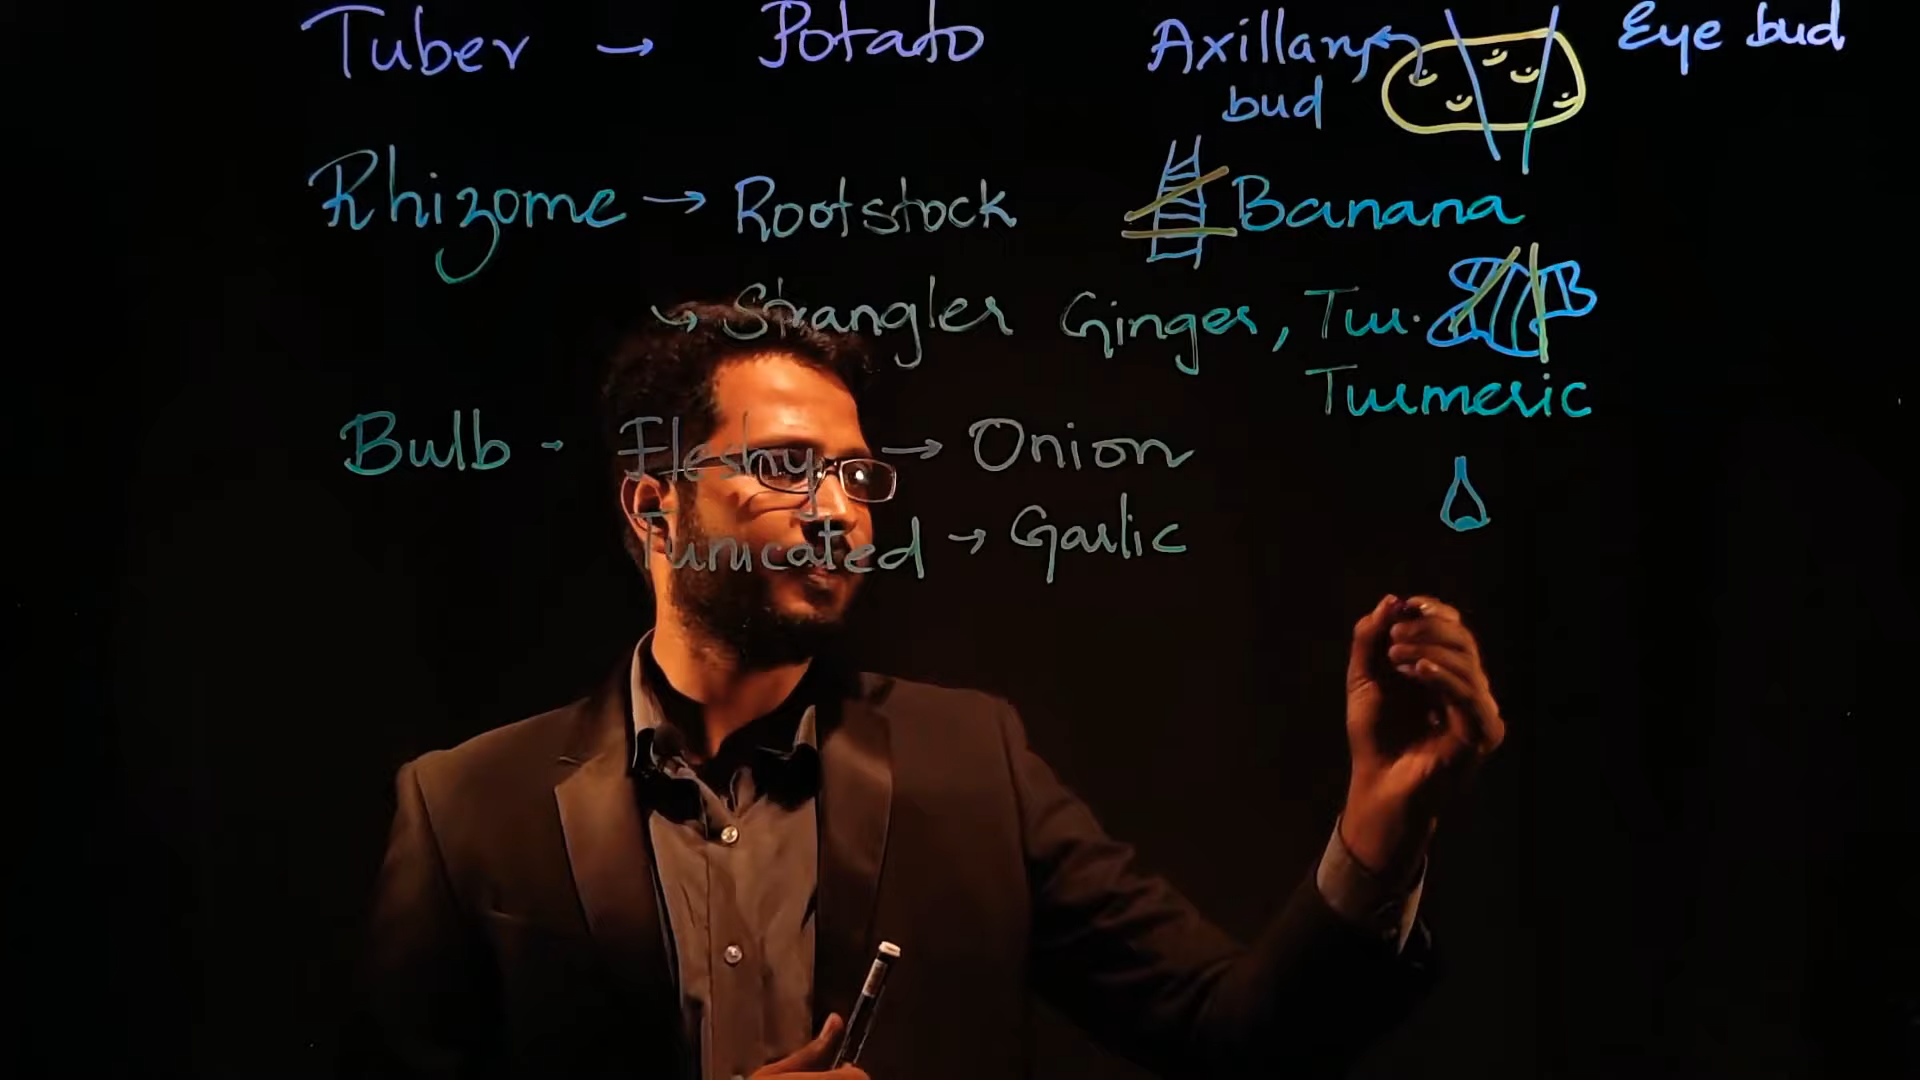 Tuber → Potato Axillary bud Eye bud
Rhizome → Rootstock Banana
↳ Strangler Ginger, Tur.
Turmeric
Bulb - Fleshy → Onion
Tunicated → Garlic